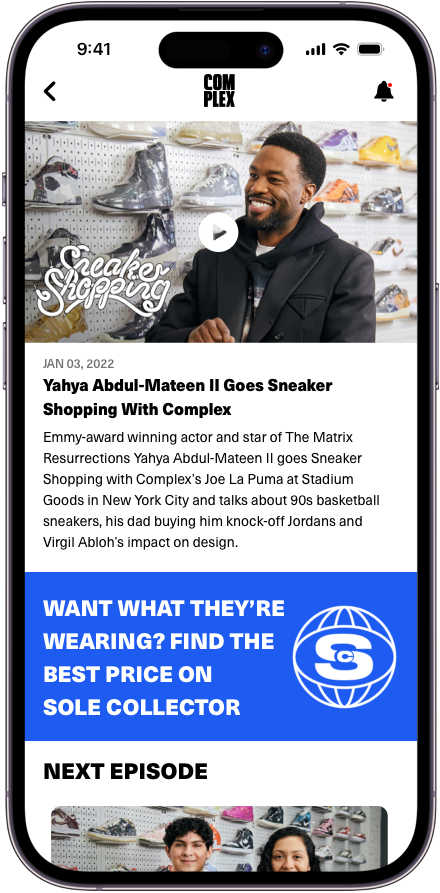 9:41
COM
PLEX
Sneaker
Shopping
JAN 03, 2022
Yahya Abdul-Mateen II Goes Sneaker
Shopping With Complex
Emmy-award winning actor and star of The Matrix
Resurrections Yahya Abdul-Mateen II goes Sneaker
Shopping with Complex's Joe La Puma at Stadium
Goods in New York City and talks about 90s basketball
sneakers, his dad buying him knock-off Jordans and
Virgil Abloh's impact on design.
WANT WHAT THEY'RE
WEARING? FIND THE
BEST PRICE ON
SOLE COLLECTOR
SC
NEXT EPISODE